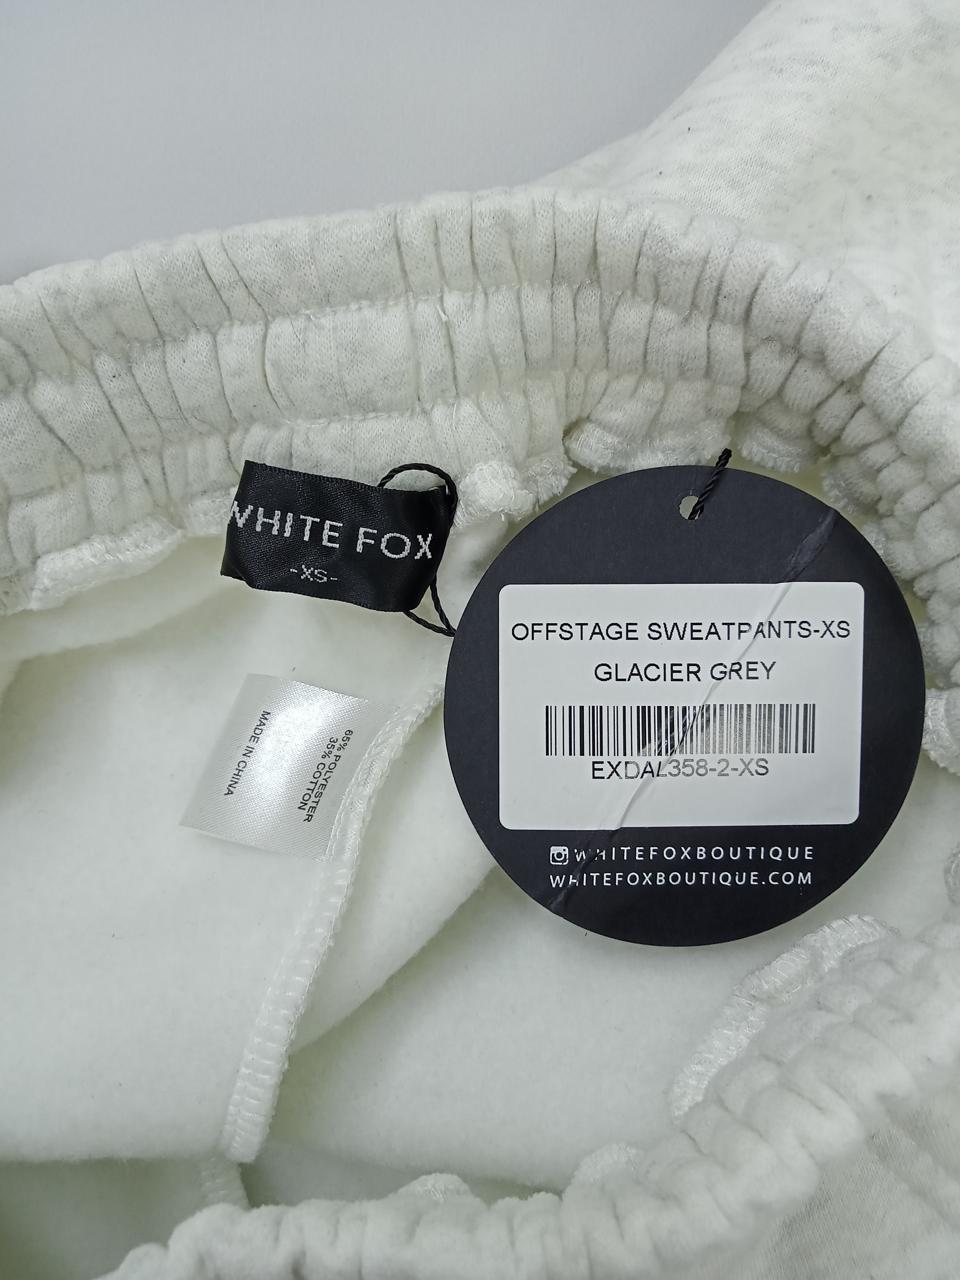 WHITE FOX
-XS-
MADE IN CHINA
65% POLYESTER
35% COTTON
OFFSTAGE SWEATPANTS-XS
GLACIER GREY
EXDAL358-2-XS
WHITEFOXBOUTIQUE
WHITEFOXBOUTIQUE.COM